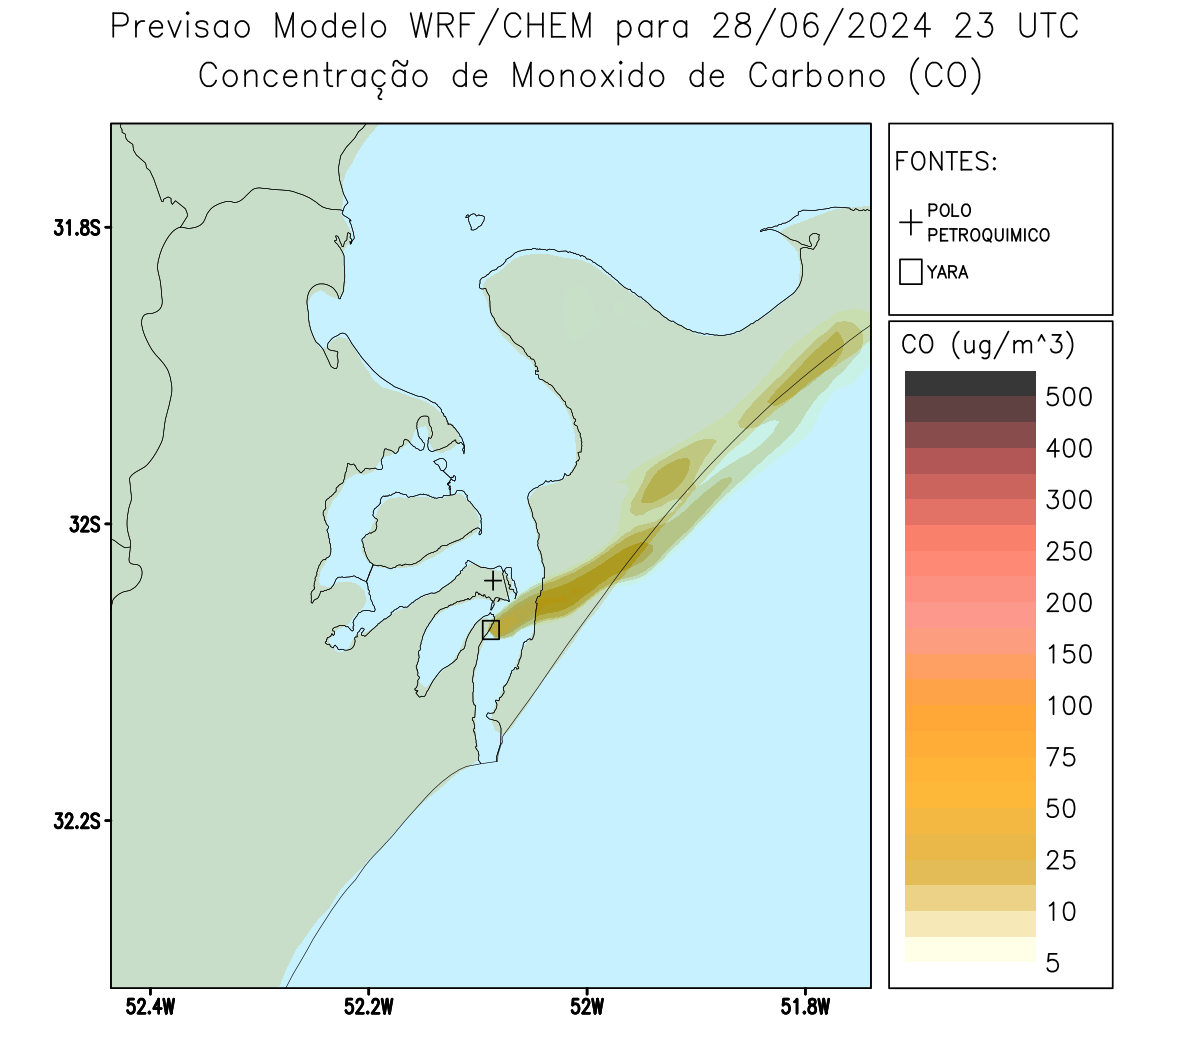 Previsao Modelo WRF/CHEM para 28/06/2024 23 UTC
Concentração de Monoxido de Carbono (CO)
FONTES:
POLO
PETROQUIMICO
YARA
CO (ug/m^3)
500
400
300
250
200
150
100
75
50
25
10
5
31.8S
32S
32.2S
52.4W
52.2W
52W
51.8W